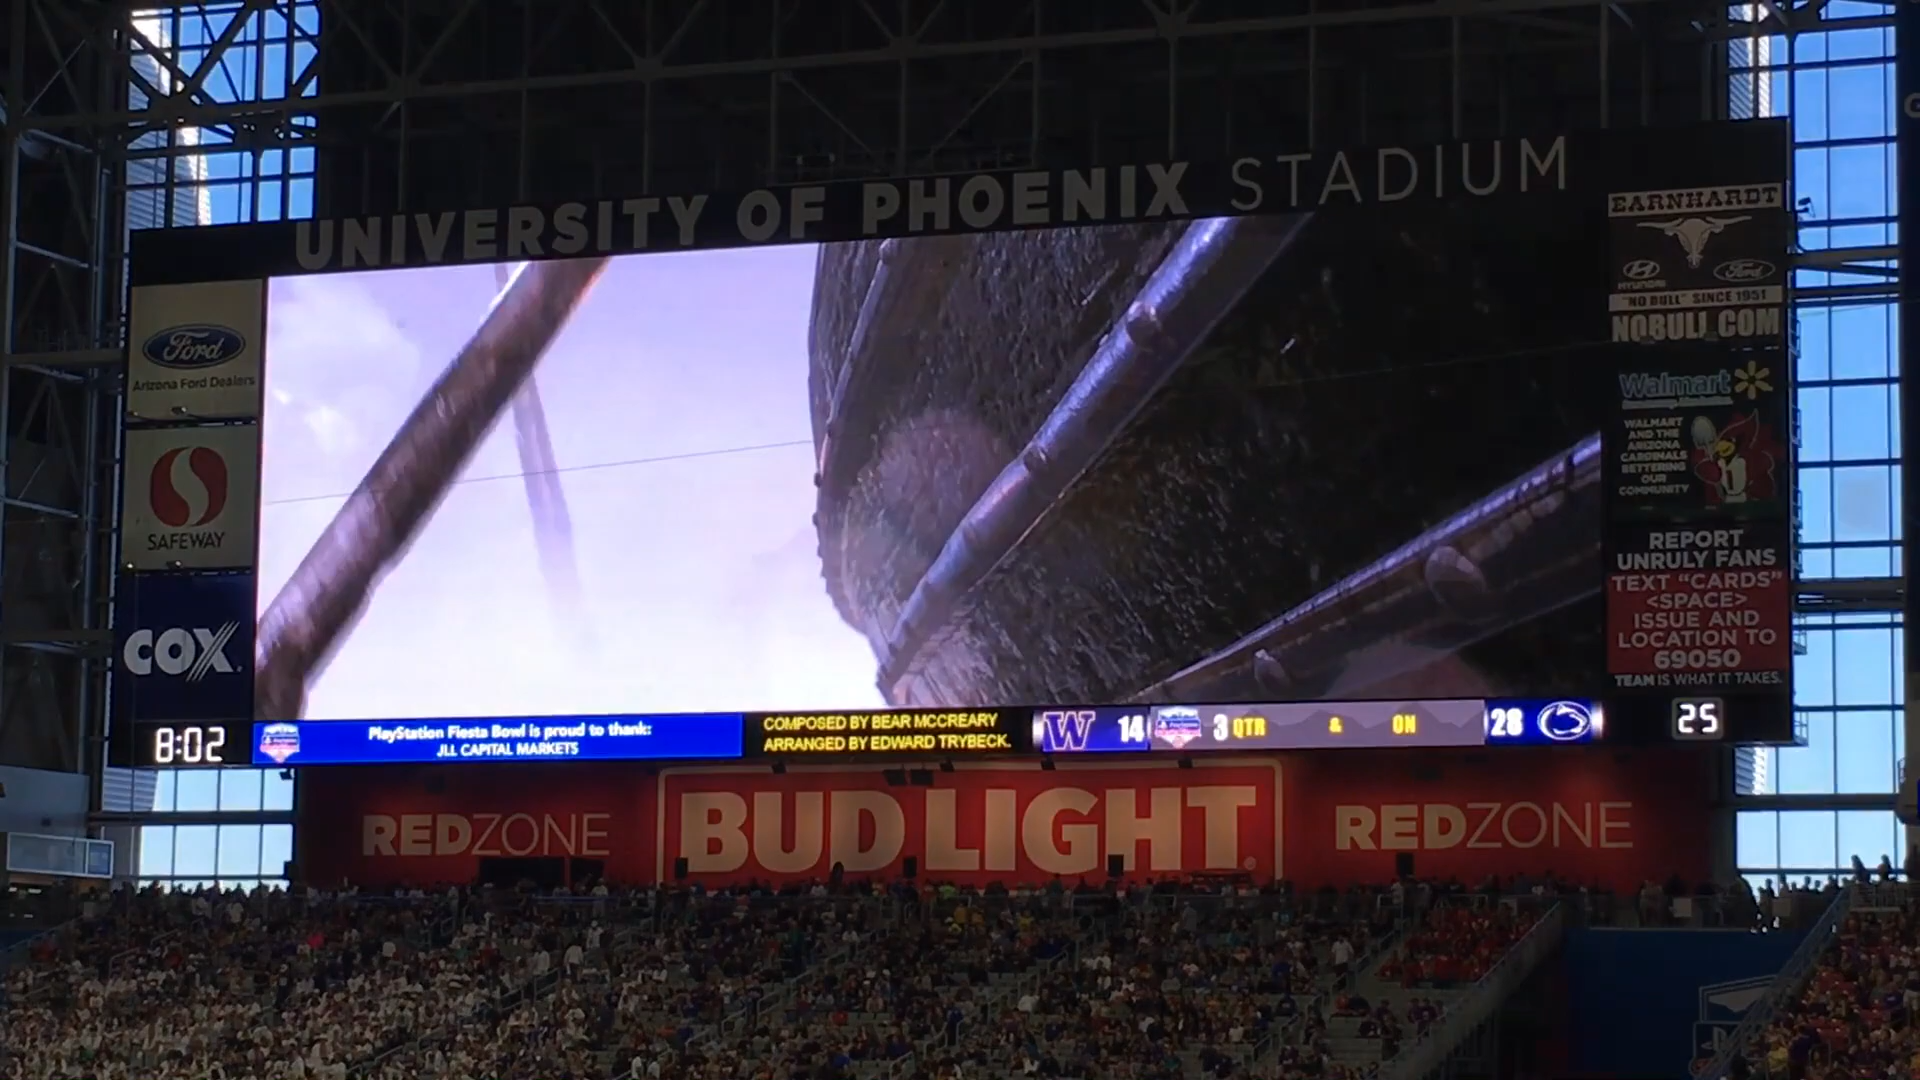 UNIVERSITY OF PHOENIX STADIUM
Ford
Arizona Ford Dealers
SAFEWAY
COX
EARNHARDT
HYUNDAI
Ford
"NO BULL" SINCE 1951
NOBULL.COM
Walmart
WALMART
AND THE
ARIZONA
CARDINALS
BETTERING
OUR
COMMUNITY
REPORT
UNRULY FANS
TEXT "CARDS"
<SPACE>
ISSUE AND
LOCATION TO
69050
TEAM IS WHAT IT TAKES.
8:02
PlayStation Fiesta Bowl is proud to thank:
JLL CAPITAL MARKETS
COMPOSED BY BEAR MCCREARY
ARRANGED BY EDWARD TRYBECK.
W 14 3 QTR & ON 28
25
REDZONE
BUD LIGHT
REDZONE